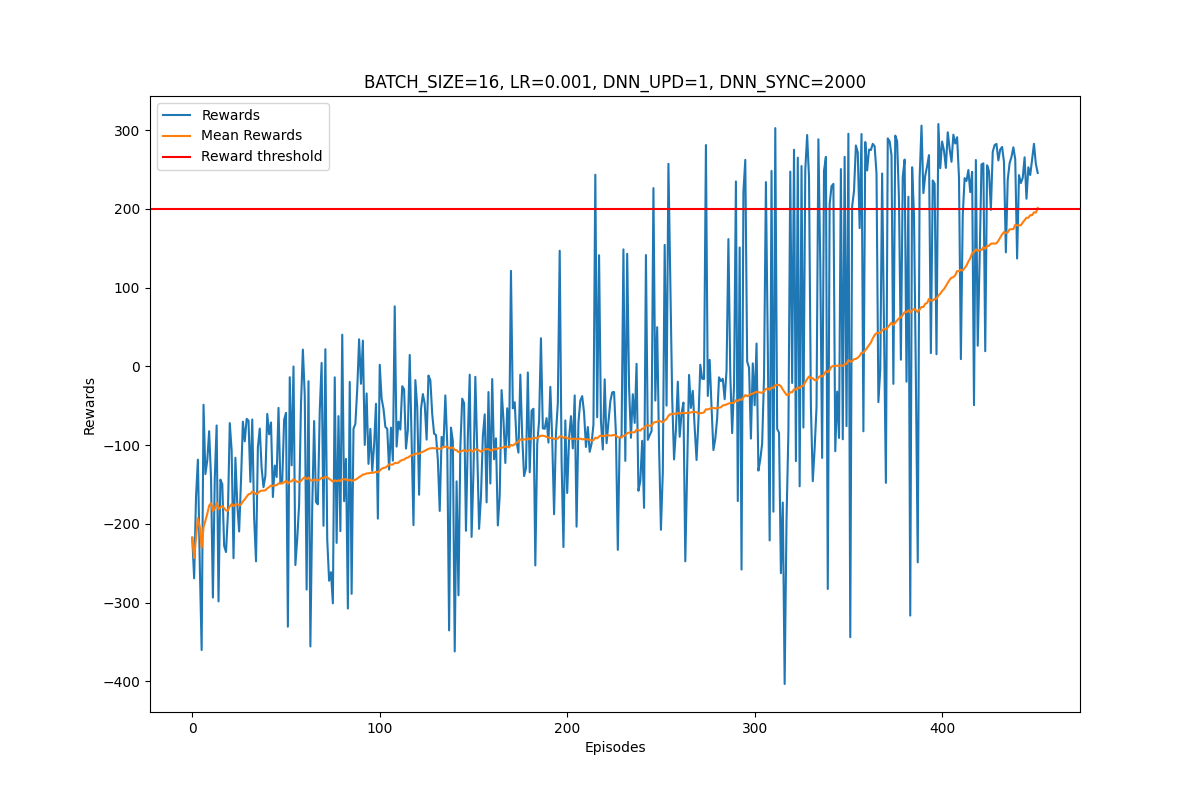 BATCH_SIZE=16, LR=0.001, DNN_UPD=1, DNN_SYNC=2000
Rewards
Mean Rewards
Reward threshold
300
200
100
0
−100
−200
−300
−400
Rewards
0
100
200
300
400
Episodes